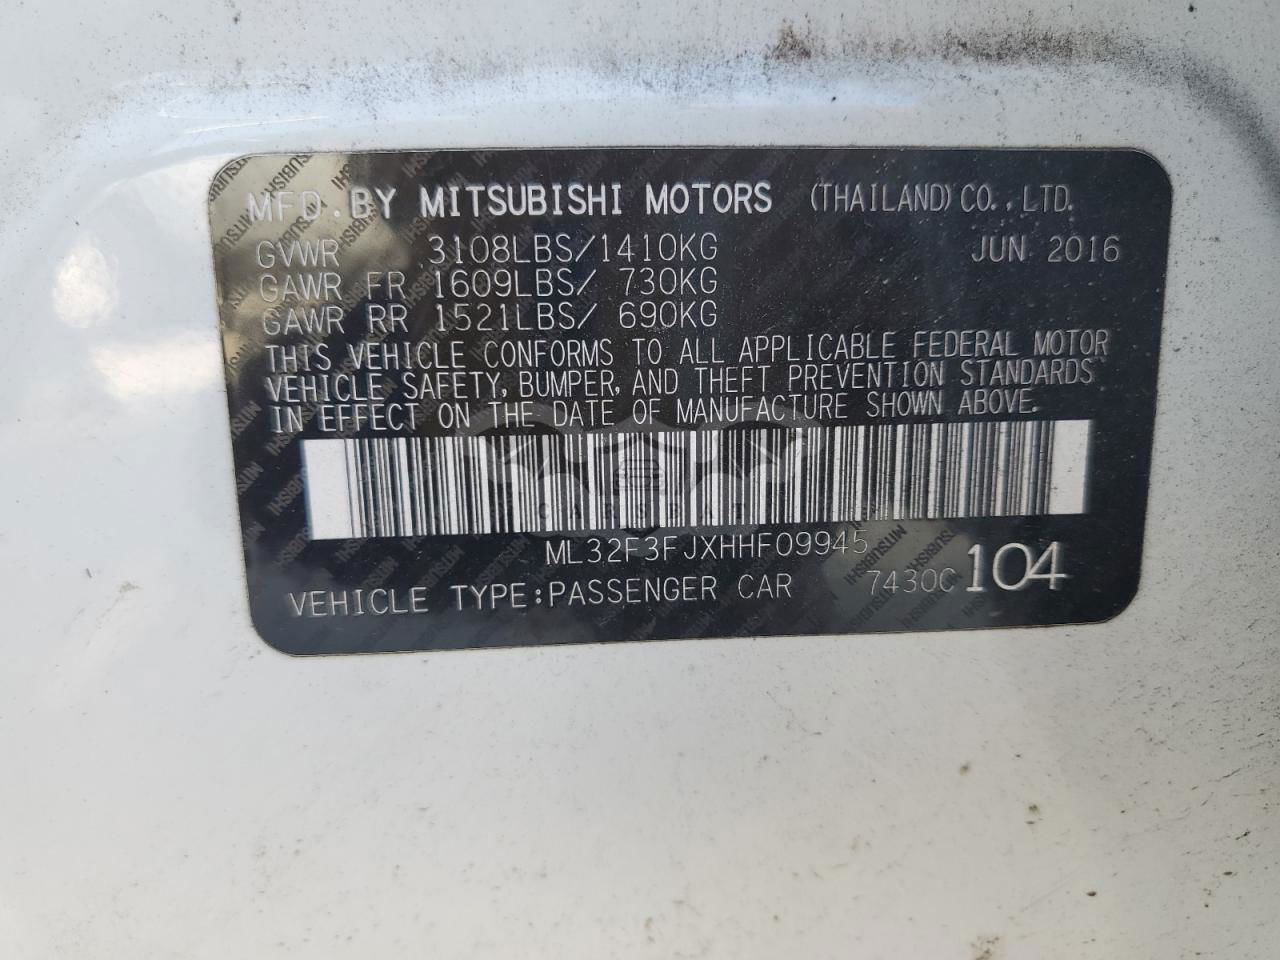 MFD.BY MITSUBISHI MOTORS (THAILAND) CO., LTD.
GVWR 3108LBS/1410KG JUN 2016
GAWR FR 1609LBS/ 730KG
GAWR RR 1521LBS/ 690KG
THIS VEHICLE CONFORMS TO ALL APPLICABLE FEDERAL MOTOR
VEHICLE SAFETY, BUMPER, AND THEFT PREVENTION STANDARDS
IN EFFECT ON THE DATE OF MANUFACTURE SHOWN ABOVE.
CARSBAT
ML32F3FJXHHF09945
VEHICLE TYPE:PASSENGER CAR 7430C 104